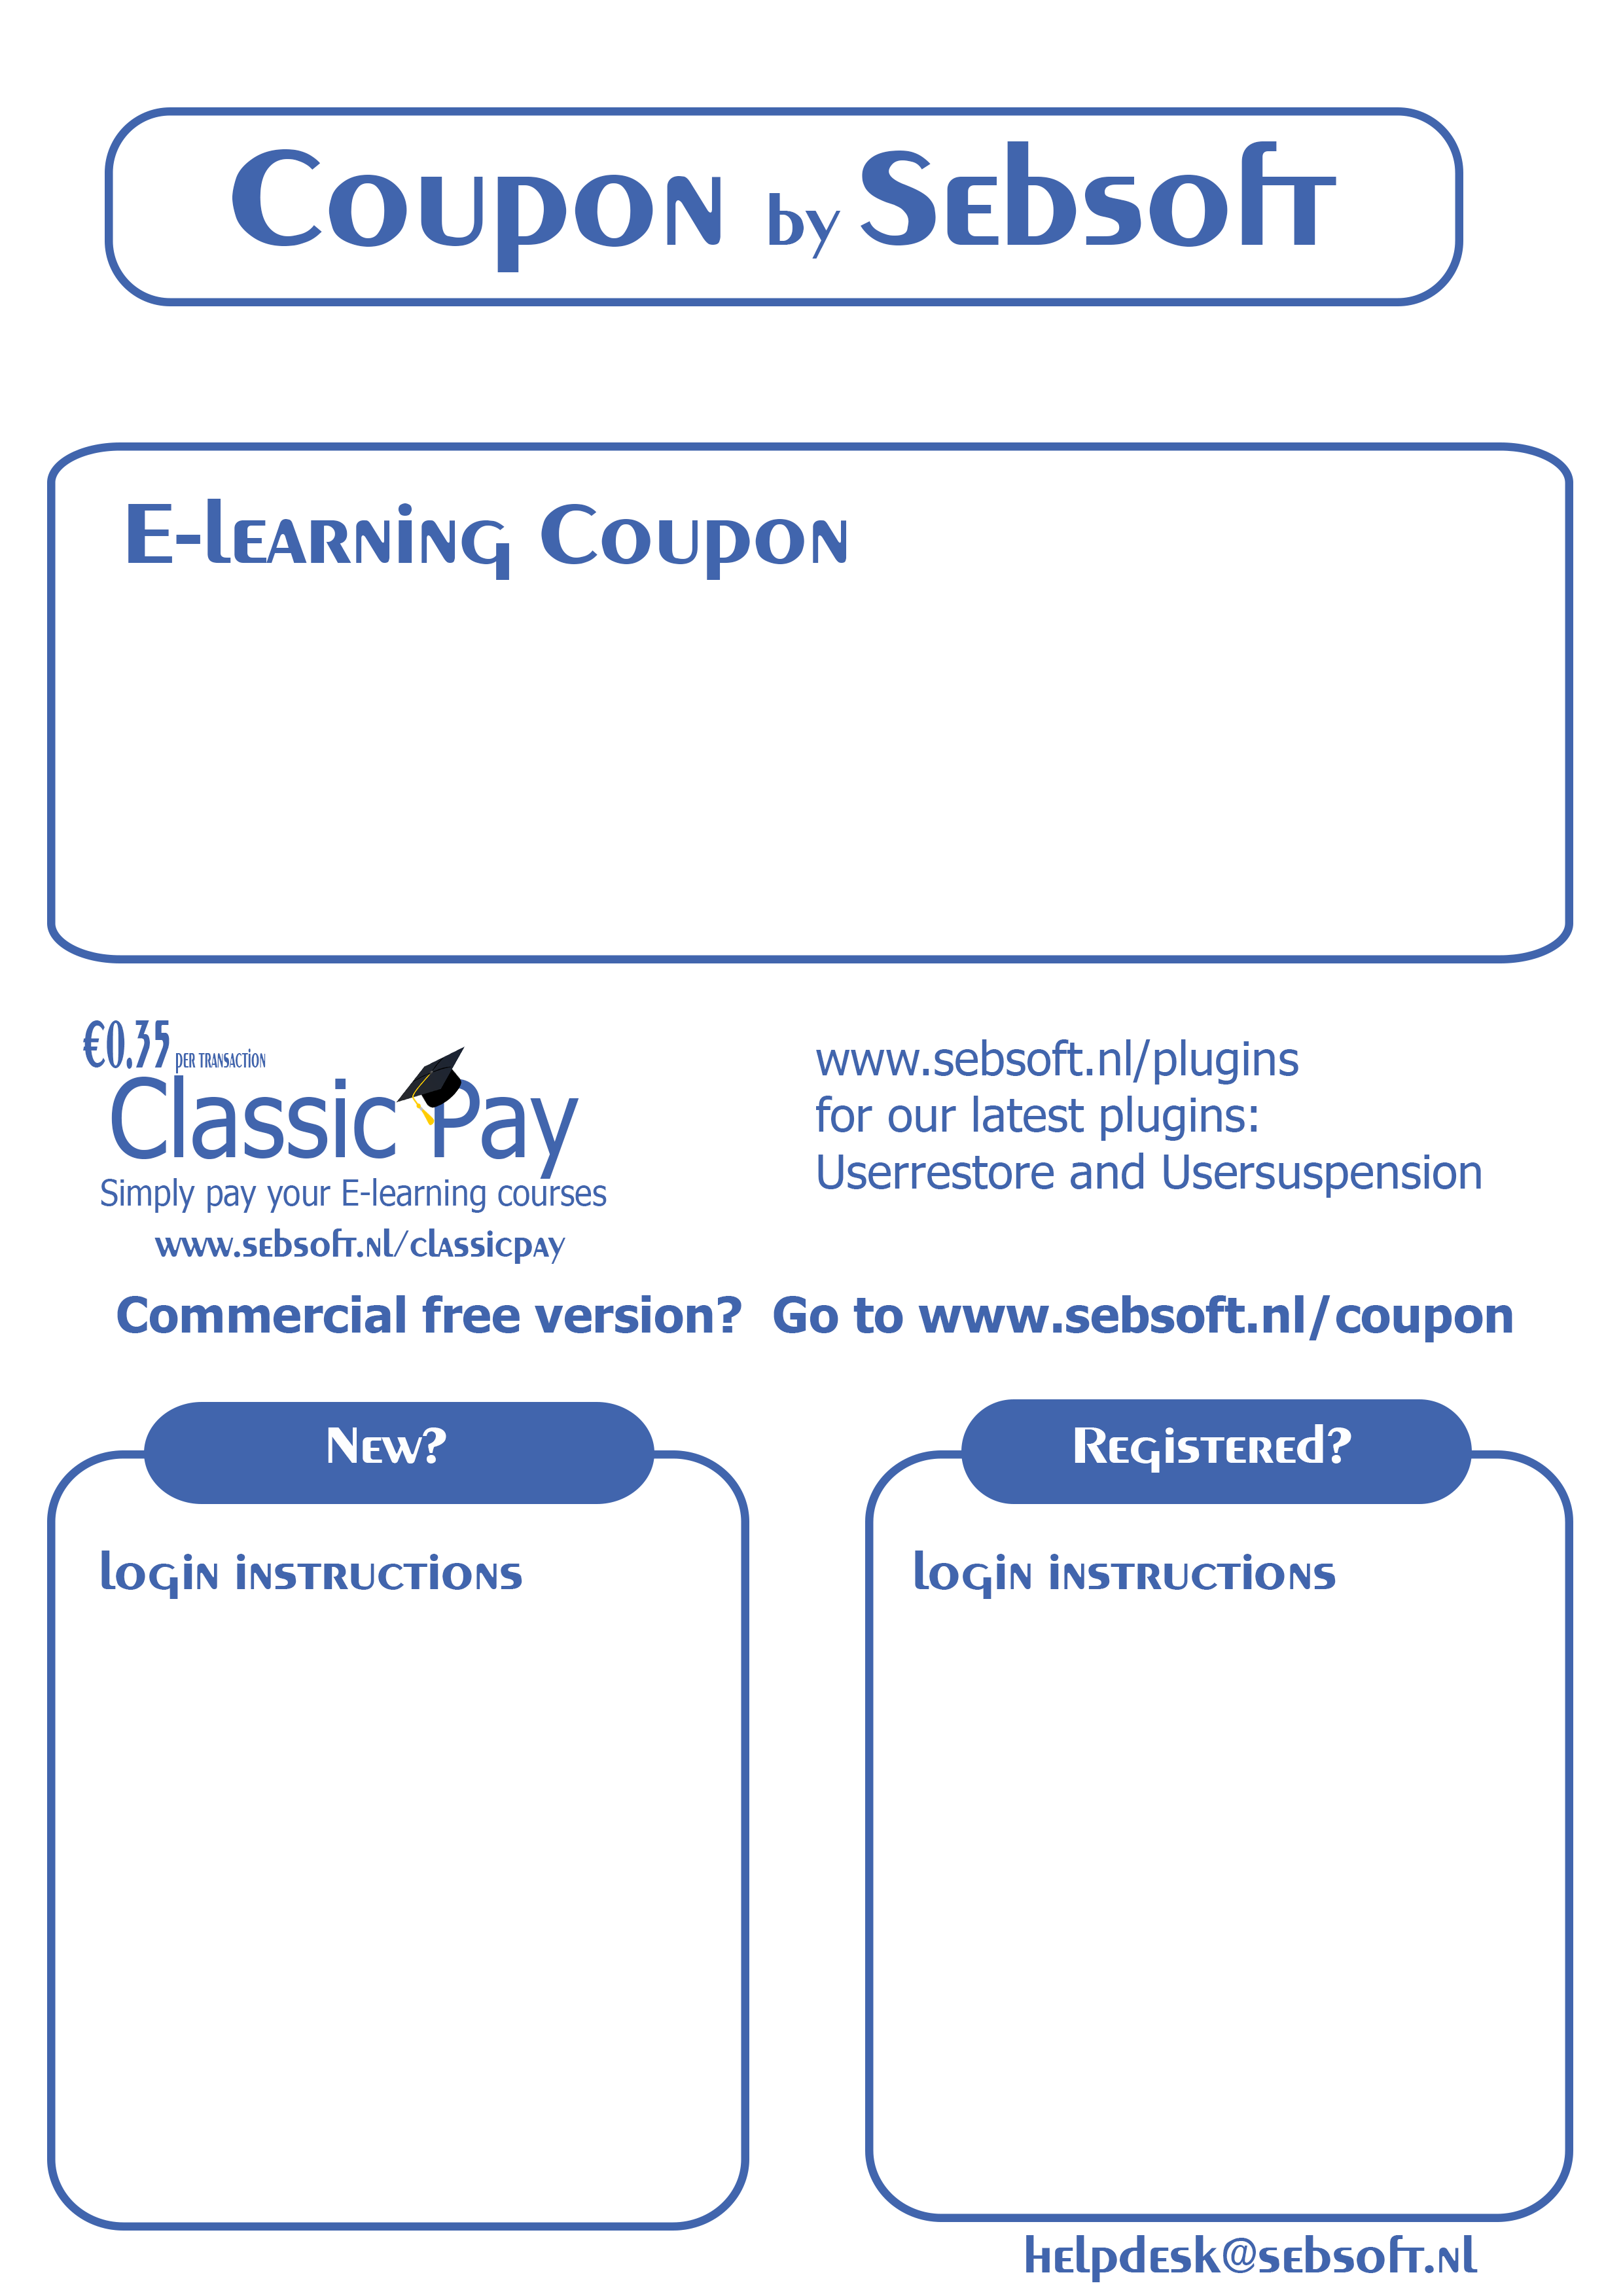 Coupon by Sebsoft
E-learning Coupon
€0.35 per transaction
Classic Pay
Simply pay your E-learning courses
www.sebsoft.nl/classicpay
www.sebsoft.nl/plugins
for our latest plugins:
Userrestore and Usersuspension
Commercial free version? Go to www.sebsoft.nl/coupon
New?
login instructions
Registered?
login instructions
helpdesk@sebsoft.nl